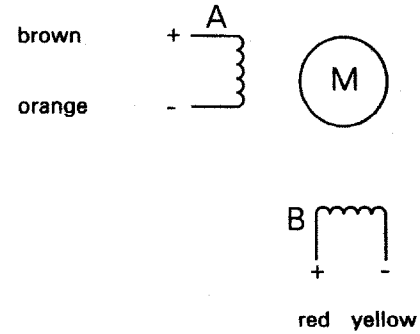 A
brown +
M
orange -
B
+ -
red yellow